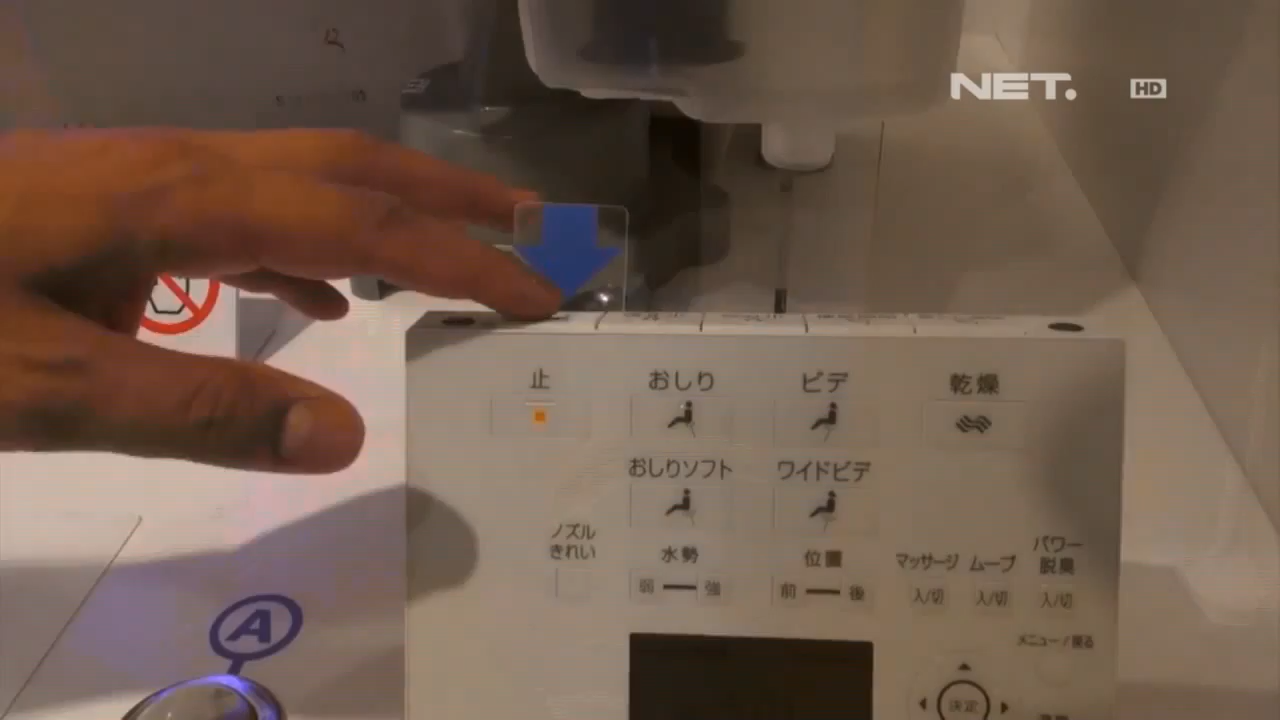 12
NET.
HD
止
おしり
ビデ
乾燥
おしりソフト
ワイドビデ
ノズル
きれい
水勢
弱
強
位置
前
後
マッサージ
入/切
ムーブ
入/切
パワー
脱臭
入/切
メニュー/戻る
決定
A